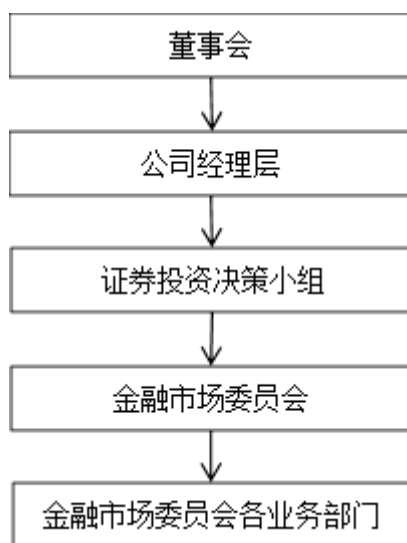 董事会
公司经理层
证券投资决策小组
金融市场委员会
金融市场委员会各业务部门